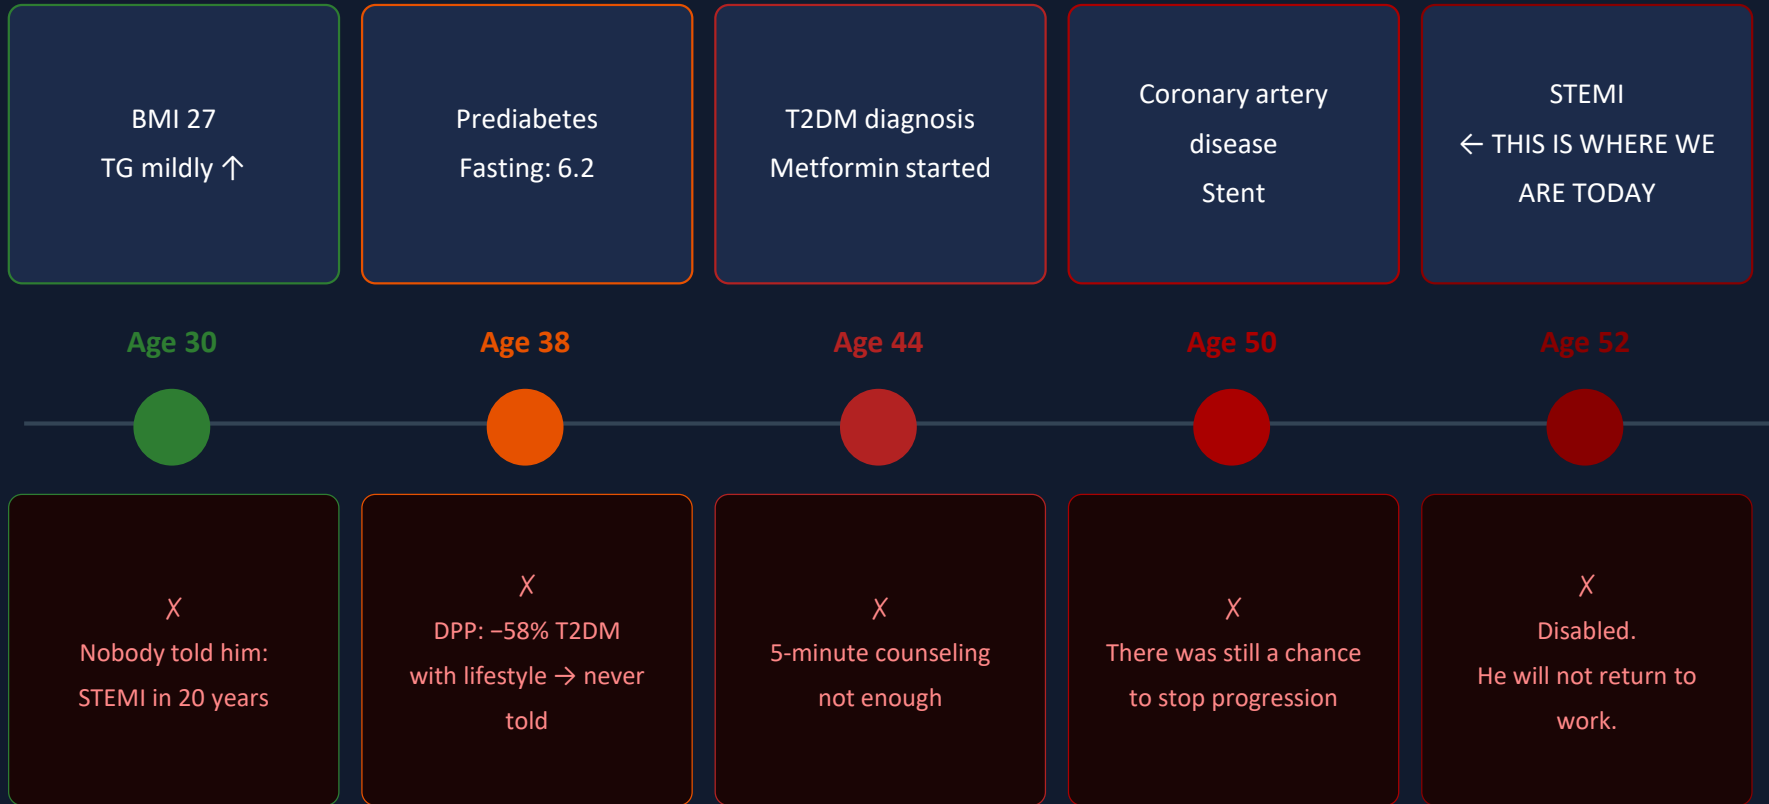 BMI 27
TG mildly ↑
Prediabetes
Fasting: 6.2
T2DM diagnosis
Metformin started
Coronary artery
disease
Stent
STEMI
← THIS IS WHERE WE
ARE TODAY
Age 30
Age 38
Age 44
Age 50
Age 52
✗
Nobody told him:
STEMI in 20 years
✗
DPP: −58% T2DM
with lifestyle → never
told
✗
5-minute counseling
not enough
✗
There was still a chance
to stop progression
✗
Disabled.
He will not return to
work.